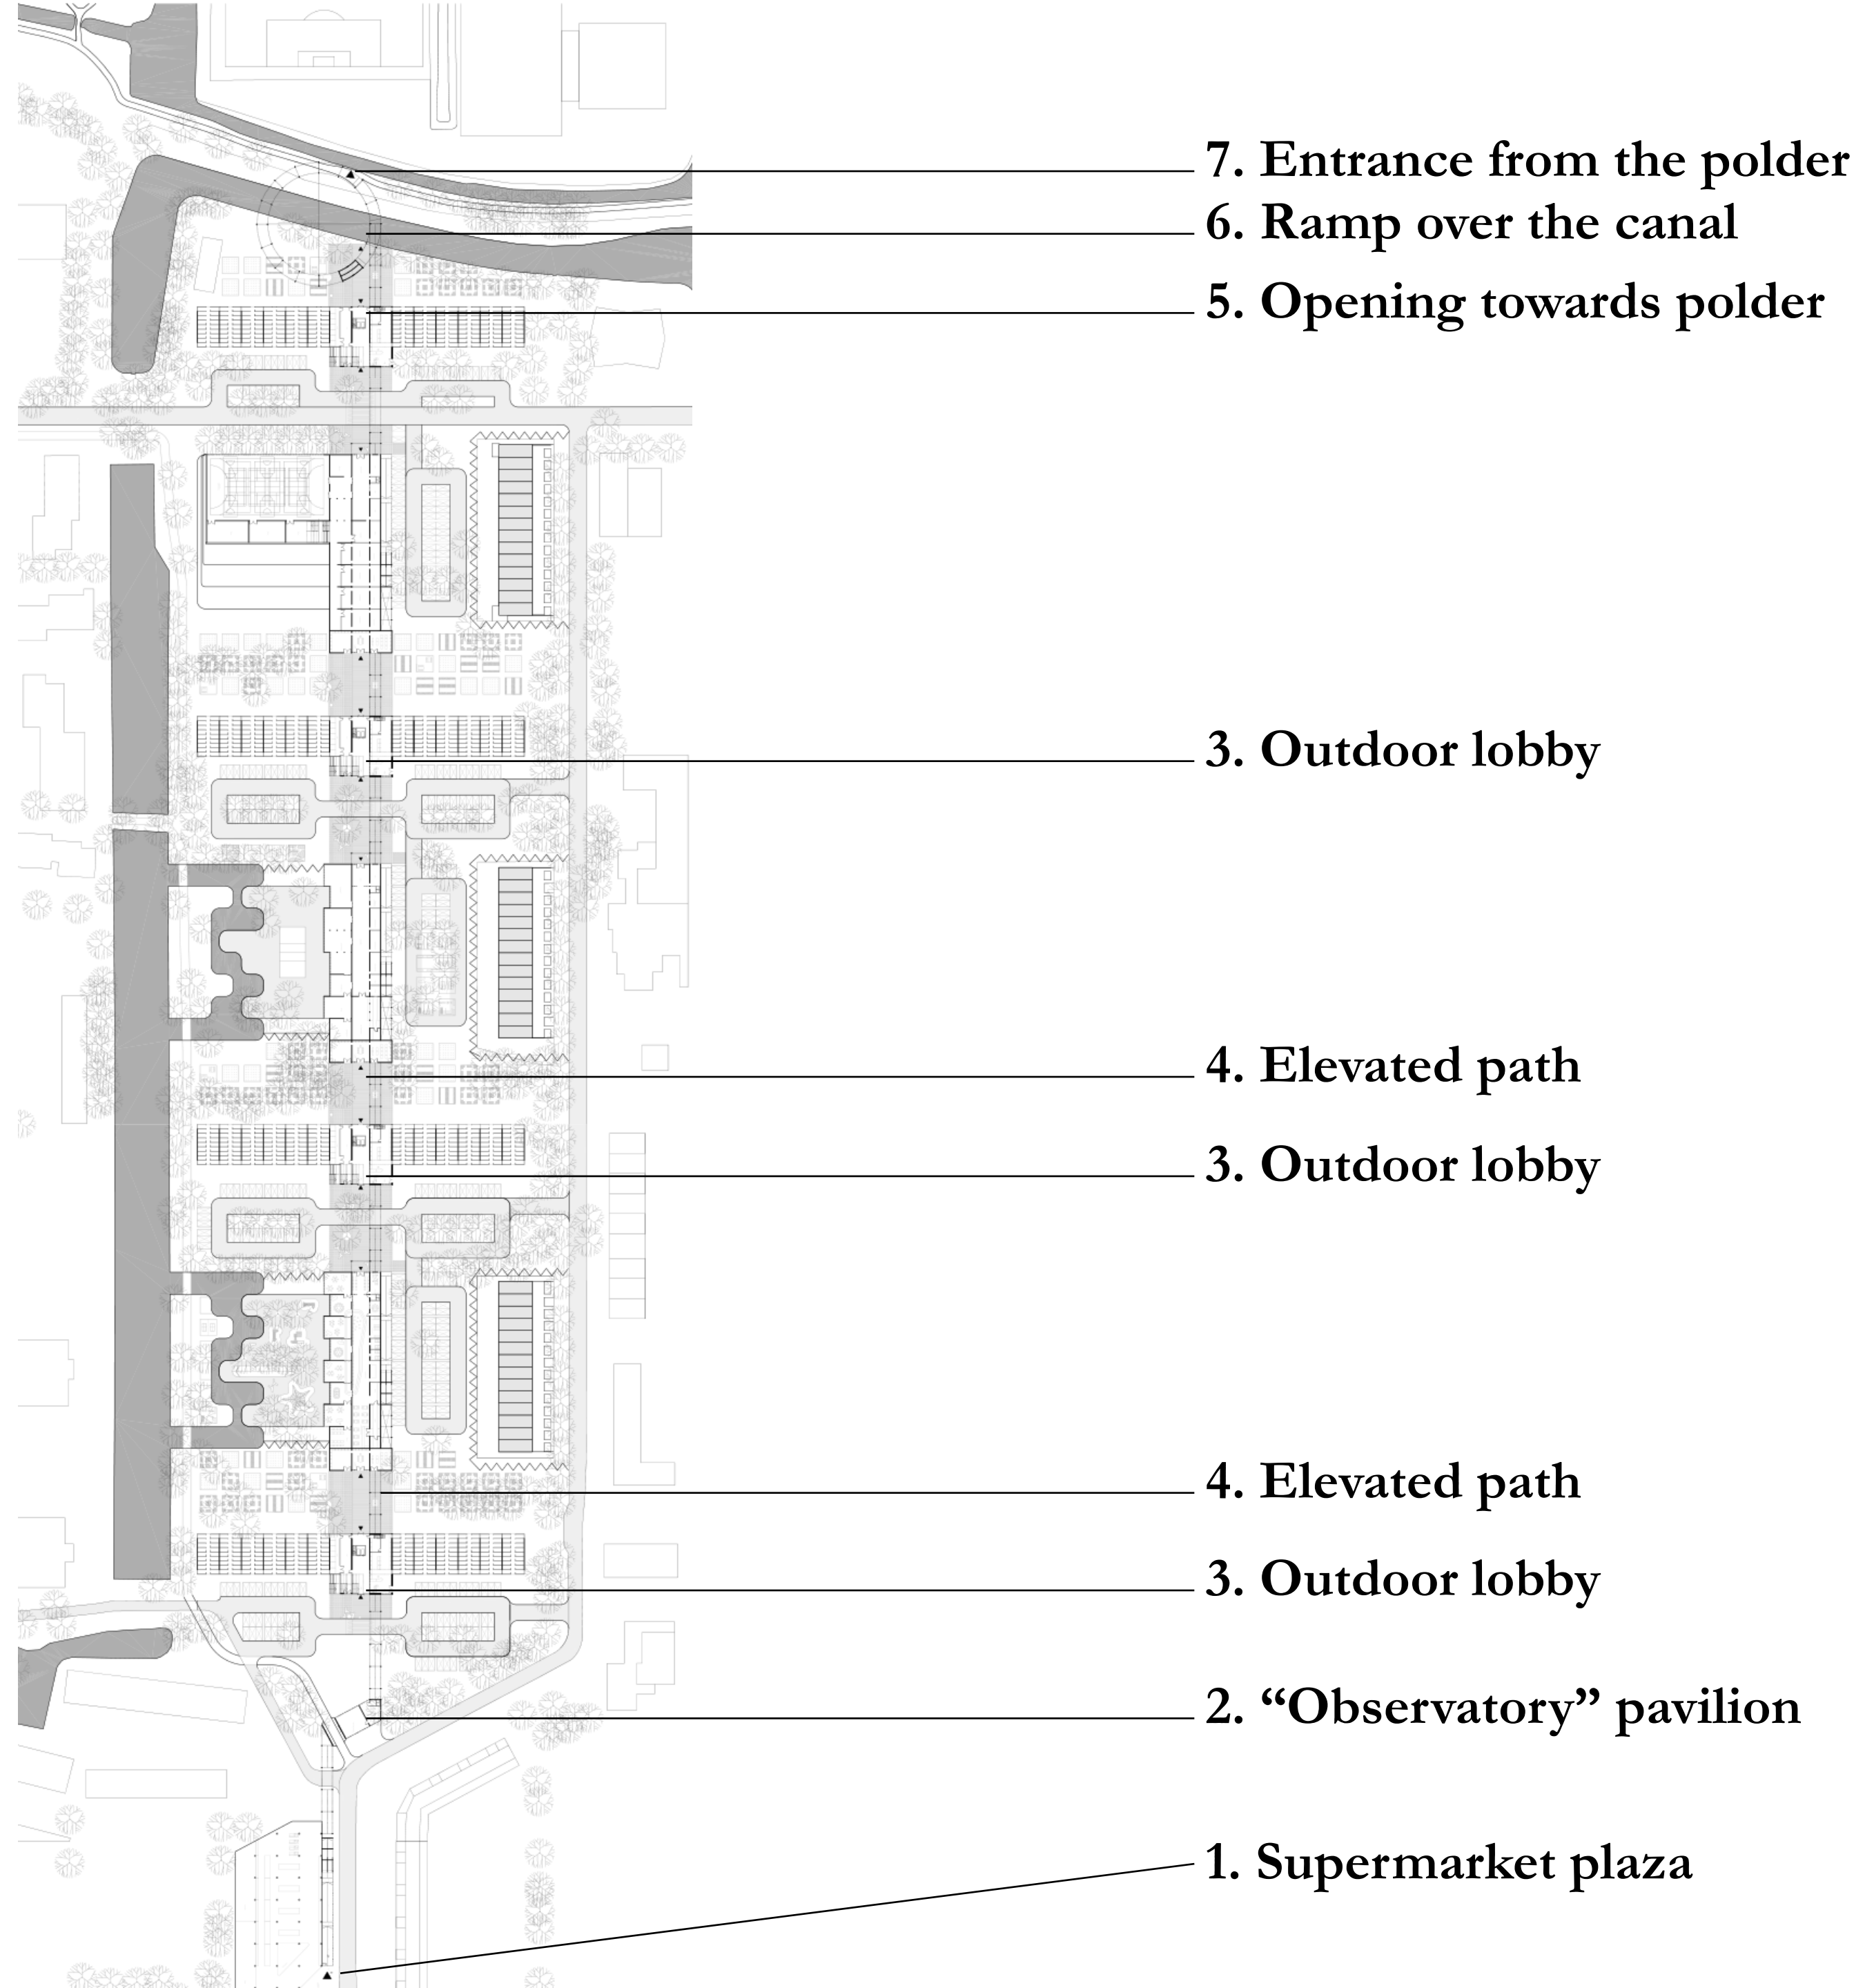 7. Entrance from the polder
6. Ramp over the canal
5. Opening towards polder
3. Outdoor lobby
4. Elevated path
3. Outdoor lobby
4. Elevated path
3. Outdoor lobby
2. “Observatory” pavilion
1. Supermarket plaza